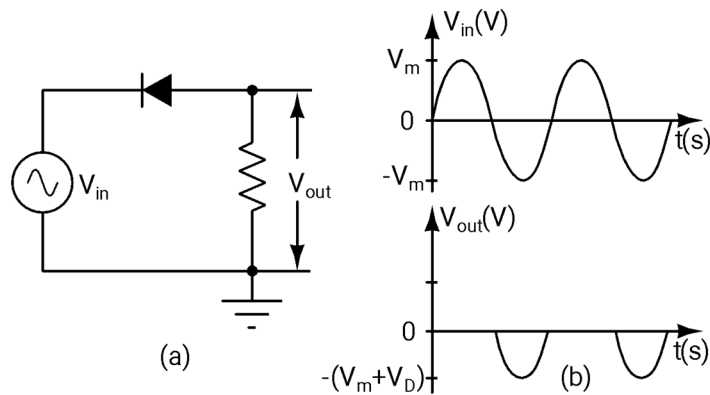 Vin
Vout
(a)
Vin(V)
Vm
0
-Vm
t(s)
Vout(V)
0
t(s)
-(Vm+VD)
(b)